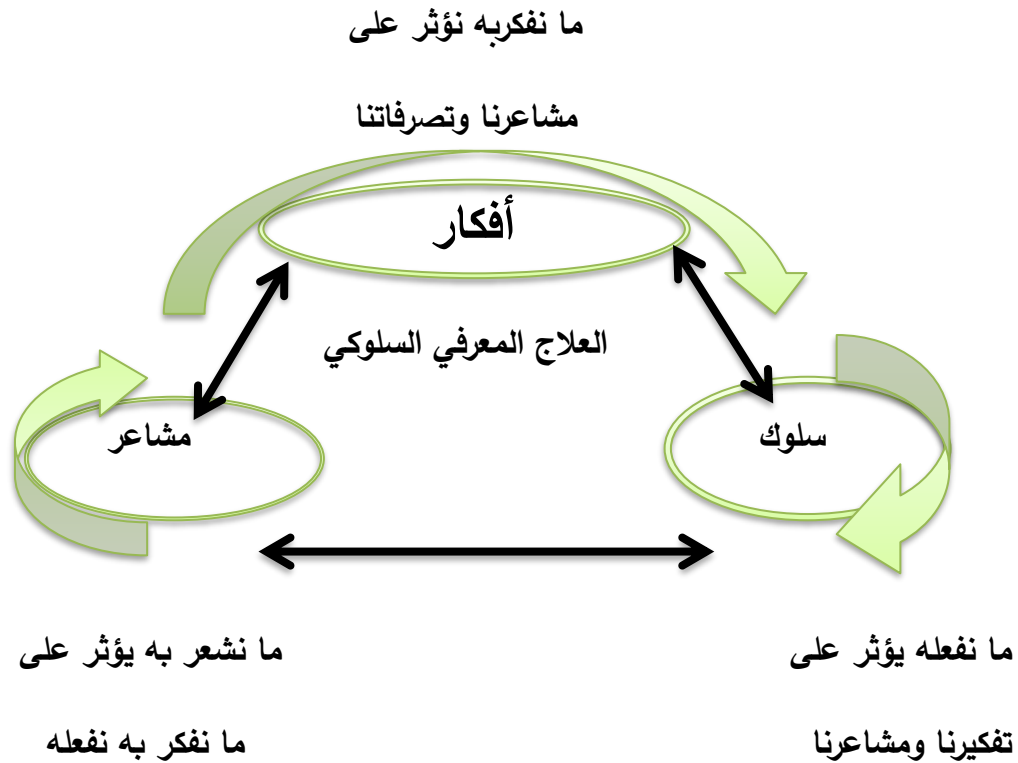 ما نفكربه نؤثر على
مشاعرنا وتصرفاتنا
أفكار
العلاج المعرفي السلوكي
سلوك
مشاعر
ما نفعله يؤثر على
تفكيرنا ومشاعرنا
ما نشعر به يؤثر على
ما نفكر به نفعله